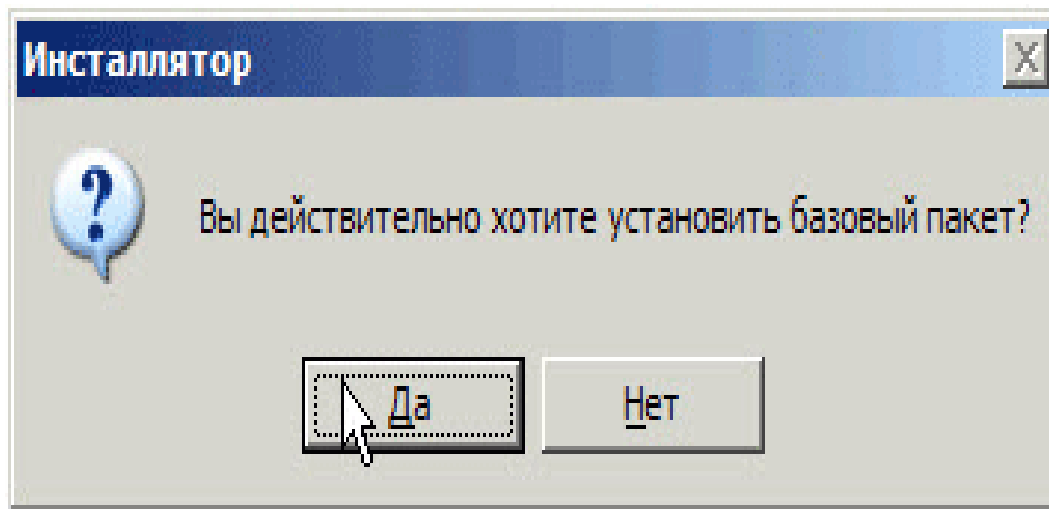 Инсталлятор
Вы действительно хотите установить базовый пакет?
Да
Нет